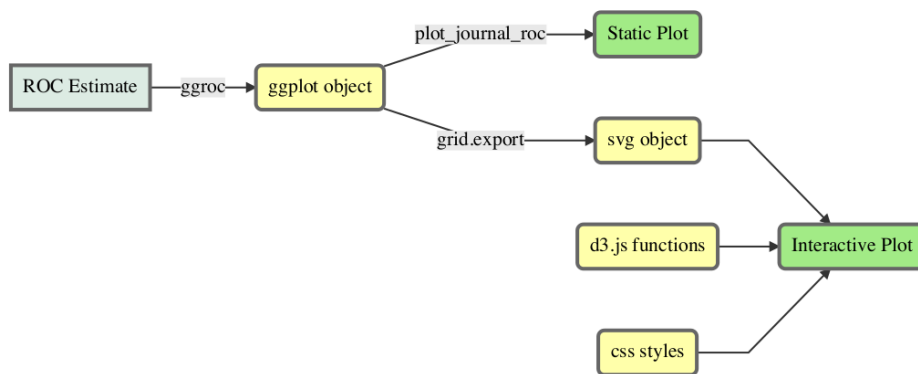 plot_journal_roc
Static Plot
ROC Estimate
ggroc
ggplot object
grid.export
svg object
d3.js functions
Interactive Plot
css styles